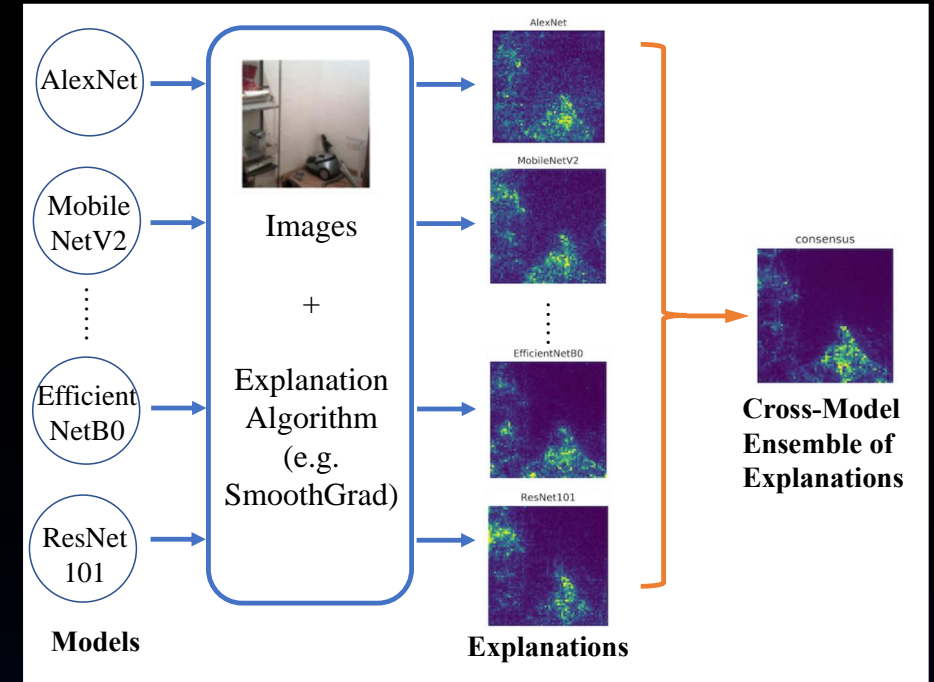 AlexNet
Mobile
NetV2
Efficient
NetB0
ResNet
101
Models
Images
+
Explanation
Algorithm
(e.g.
SmoothGrad)
AlexNet
MobileNetV2
EfficientNetB0
ResNet101
Explanations
consensus
Cross-Model
Ensemble of
Explanations